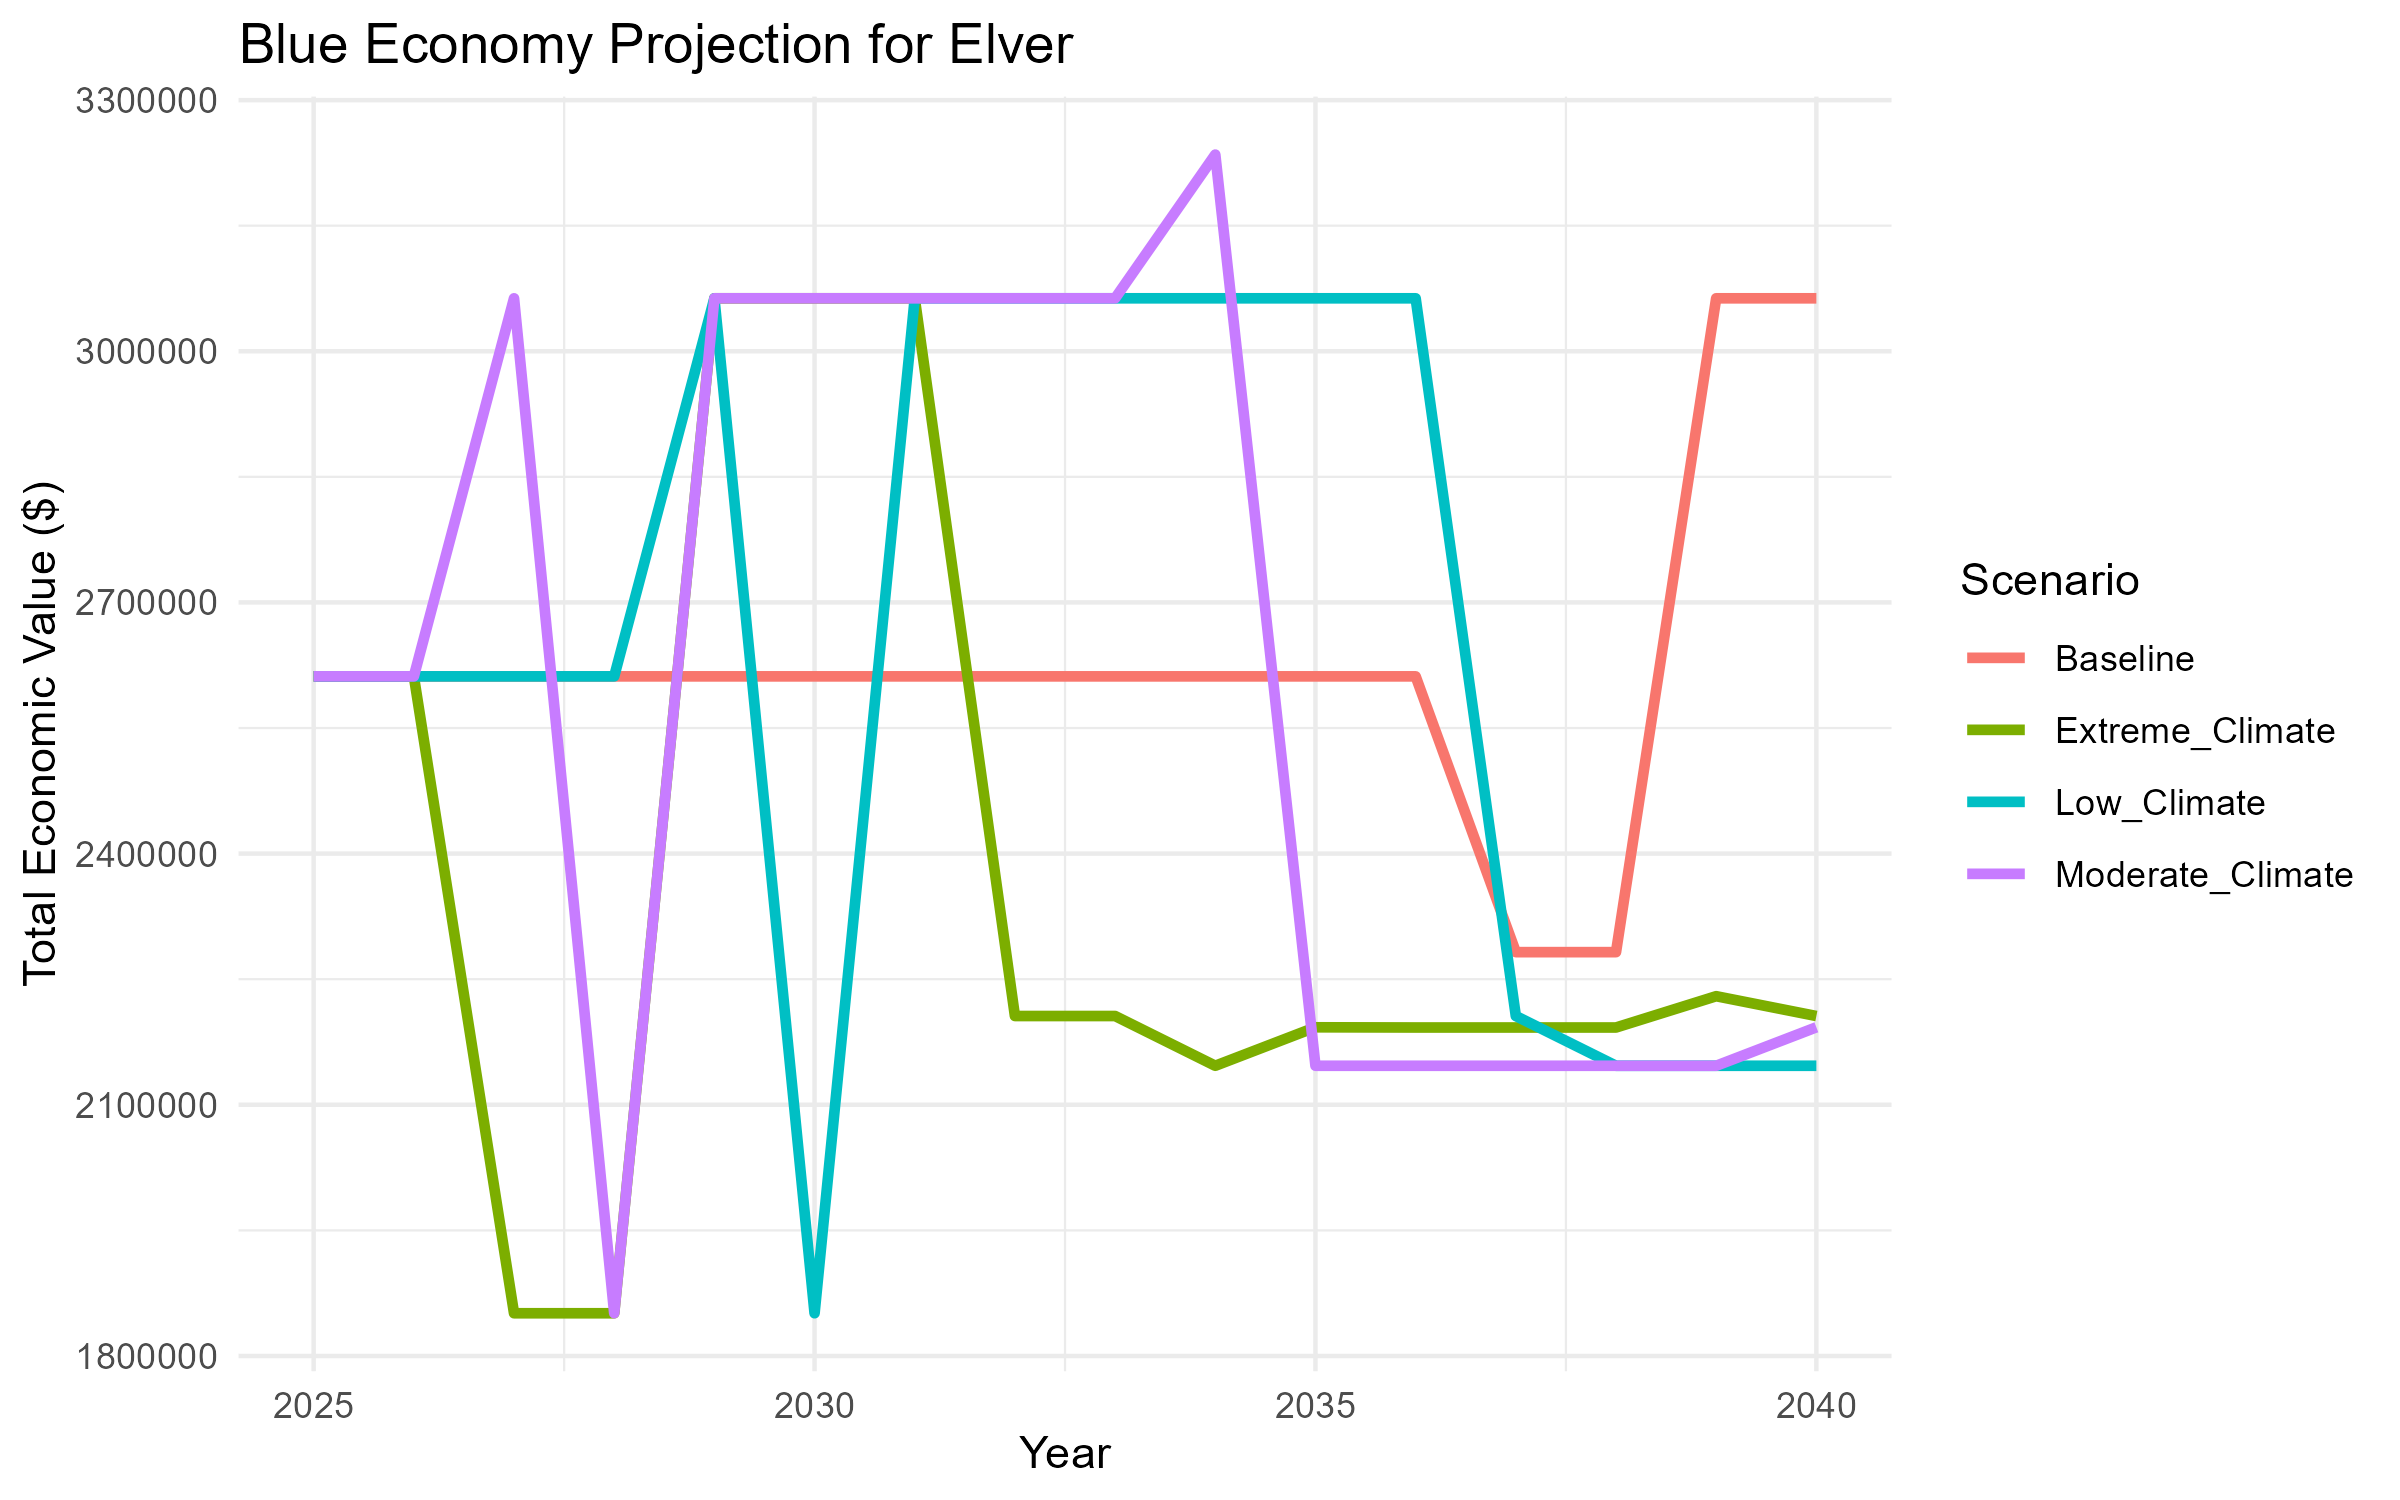 Blue Economy Projection for Elver
3300000
3000000
2700000
2400000
2100000
1800000
Total Economic Value ($)
2025
2030
2035
2040
Year
Scenario
Baseline
Extreme_Climate
Low_Climate
Moderate_Climate